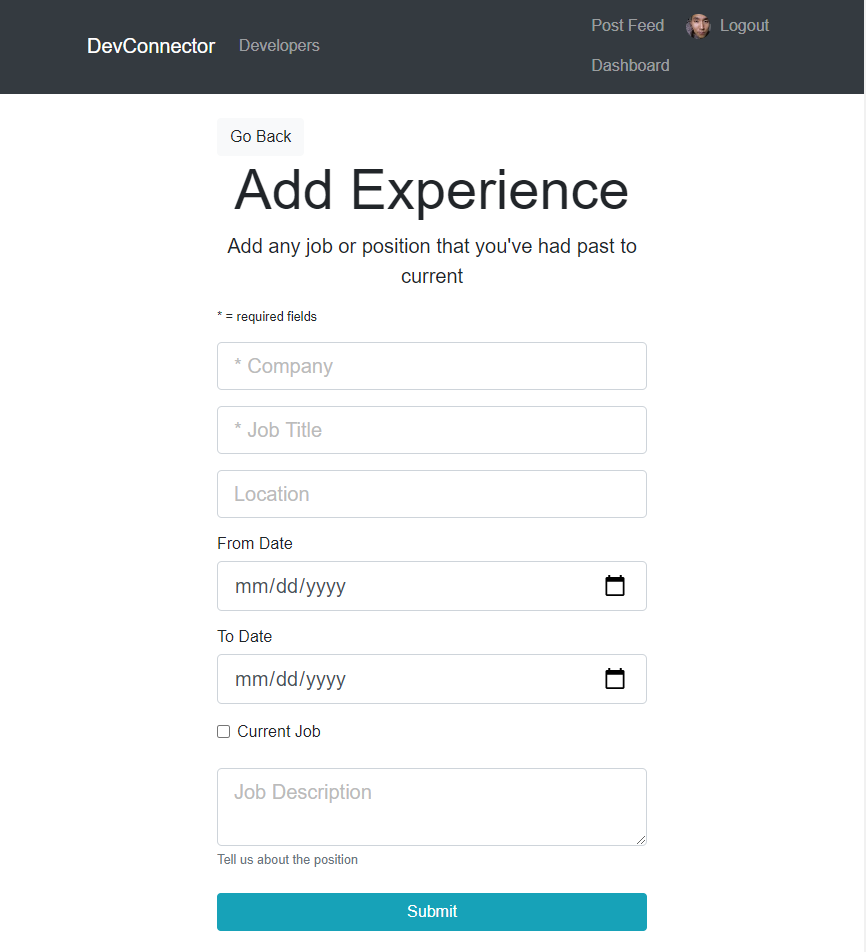 DevConnector Developers Post Feed Logout
Dashboard
Go Back
Add Experience
Add any job or position that you've had past to
current
* = required fields
* Company
* Job Title
Location
From Date
mm/dd/yyyy
To Date
mm/dd/yyyy
Current Job
Job Description
Tell us about the position
Submit